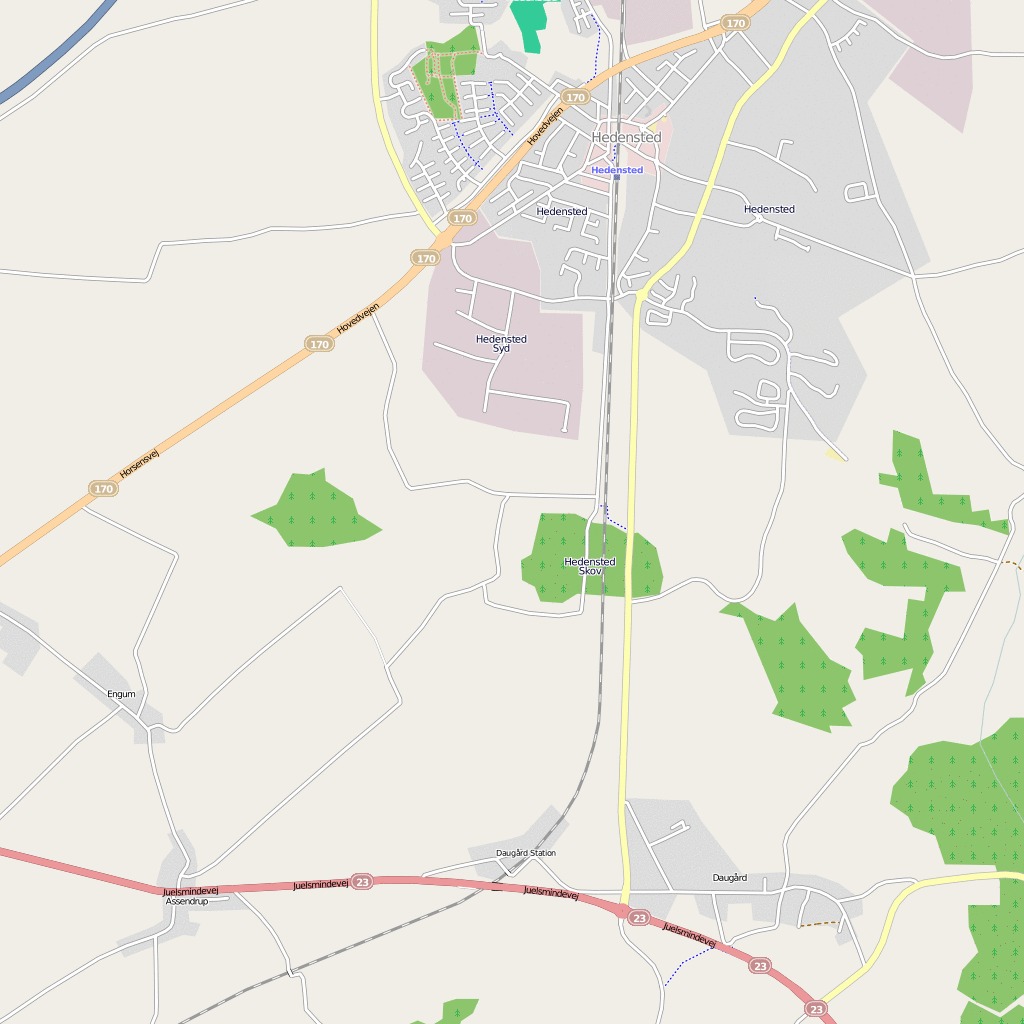 170
170
Hovedvejen
Hedensted
Hedensted
Hedensted
Hedensted
170
170
Hovedvejen
170
Hedensted
Syd
Horsensvej
170
Hedensted
Skov
Engum
Daugård Station
Daugård
Juelsmindevej
Juelsmindevej
23
Juelsmindevej
Assendrup
23
Juelsmindevej
23
23